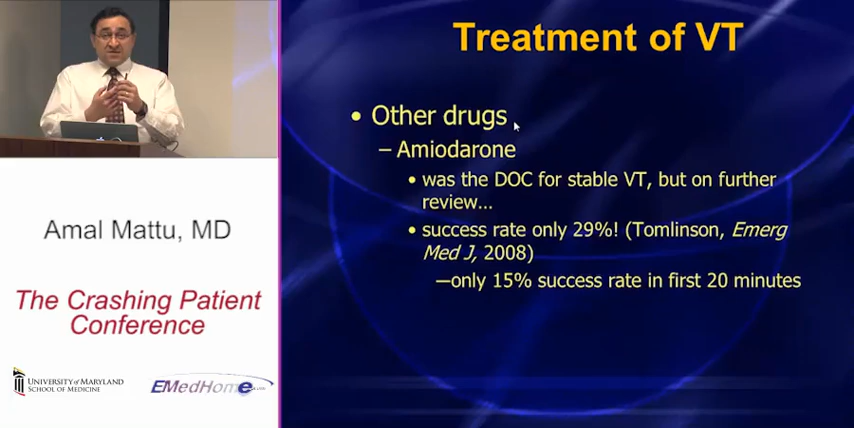 Treatment of VT
• Other drugs
– Amiodarone
• was the DOC for stable VT, but on further
review...
• success rate only 29%! (Tomlinson, Emerg
Med J, 2008)
—only 15% success rate in first 20 minutes
Amal Mattu, MD
The Crashing Patient
Conference
UNIVERSITY OF MARYLAND
SCHOOL OF MEDICINE
EMedHome